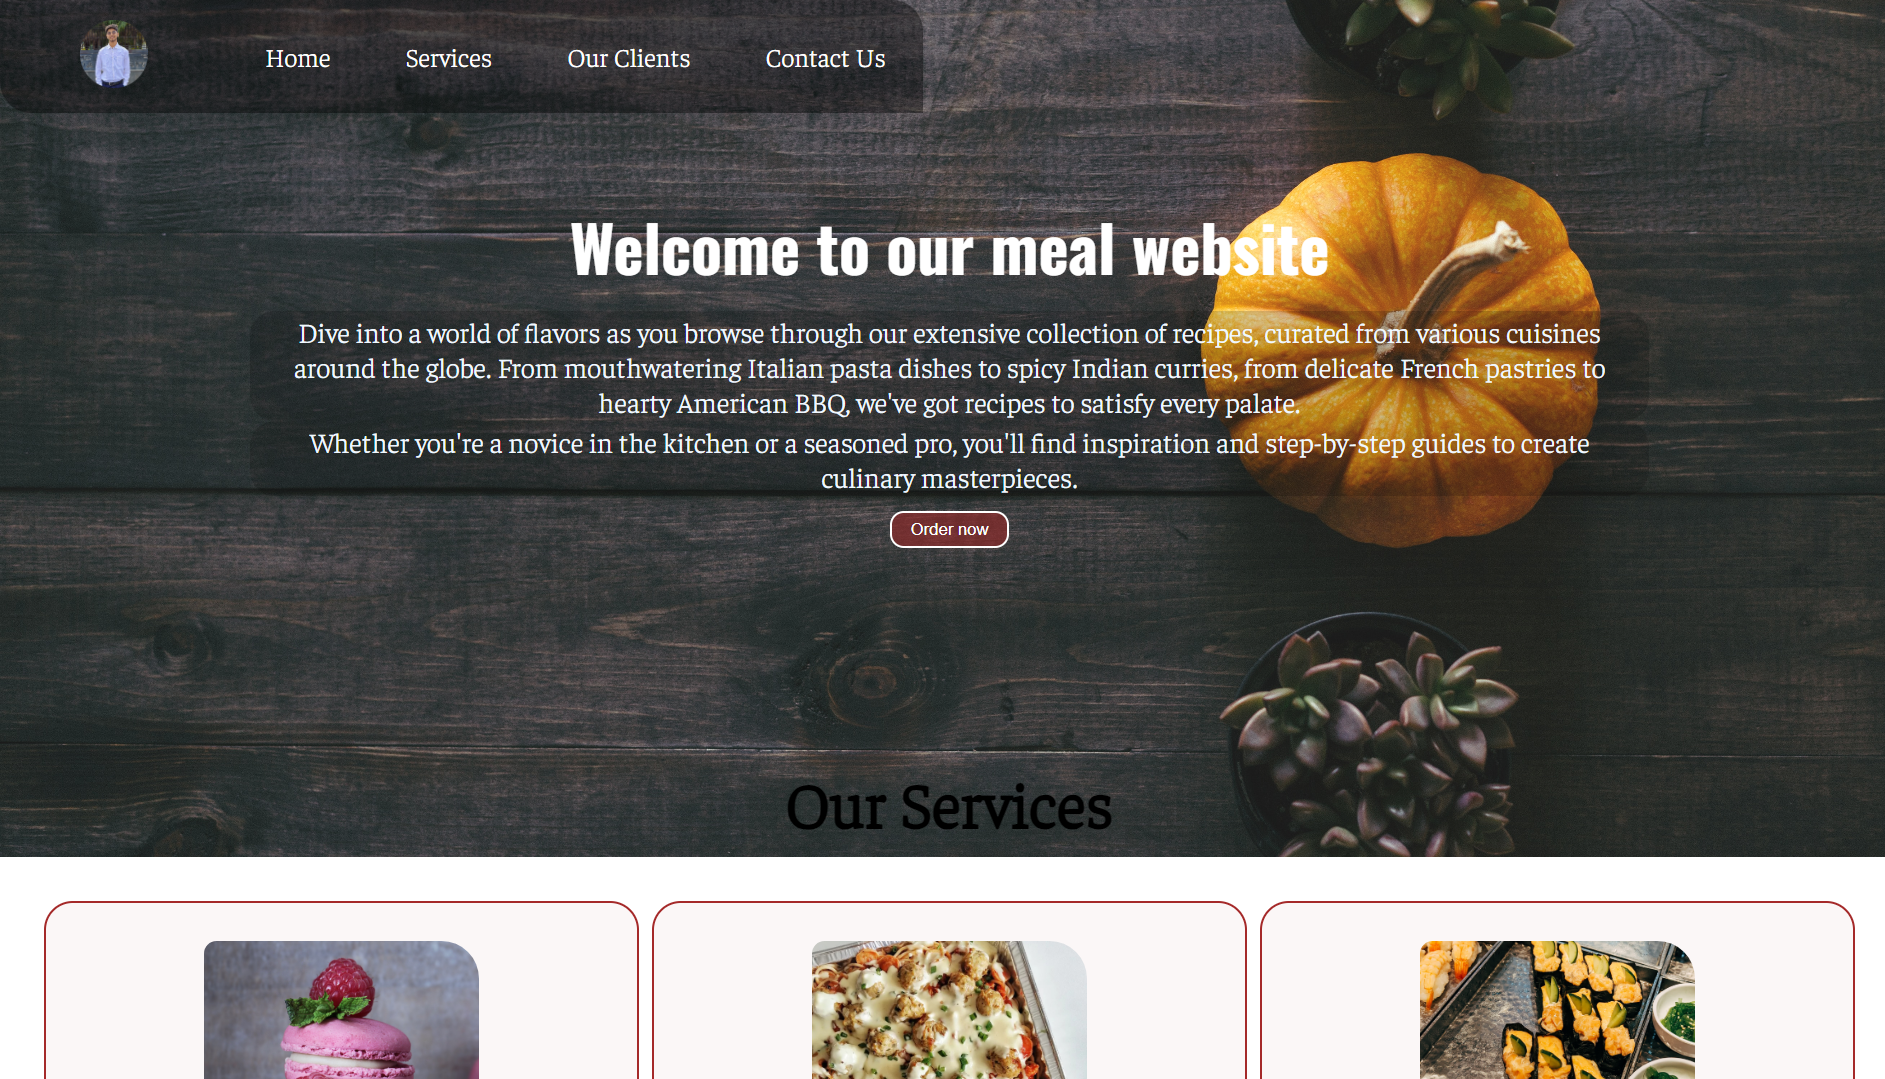 Home Services Our Clients Contact Us
Welcome to our meal website
Dive into a world of flavors as you browse through our extensive collection of recipes, curated from various cuisines
around the globe. From mouthwatering Italian pasta dishes to spicy Indian curries, from delicate French pastries to
hearty American BBQ, we've got recipes to satisfy every palate.
Whether you're a novice in the kitchen or a seasoned pro, you'll find inspiration and step-by-step guides to create
culinary masterpieces.
Order now
Our Services